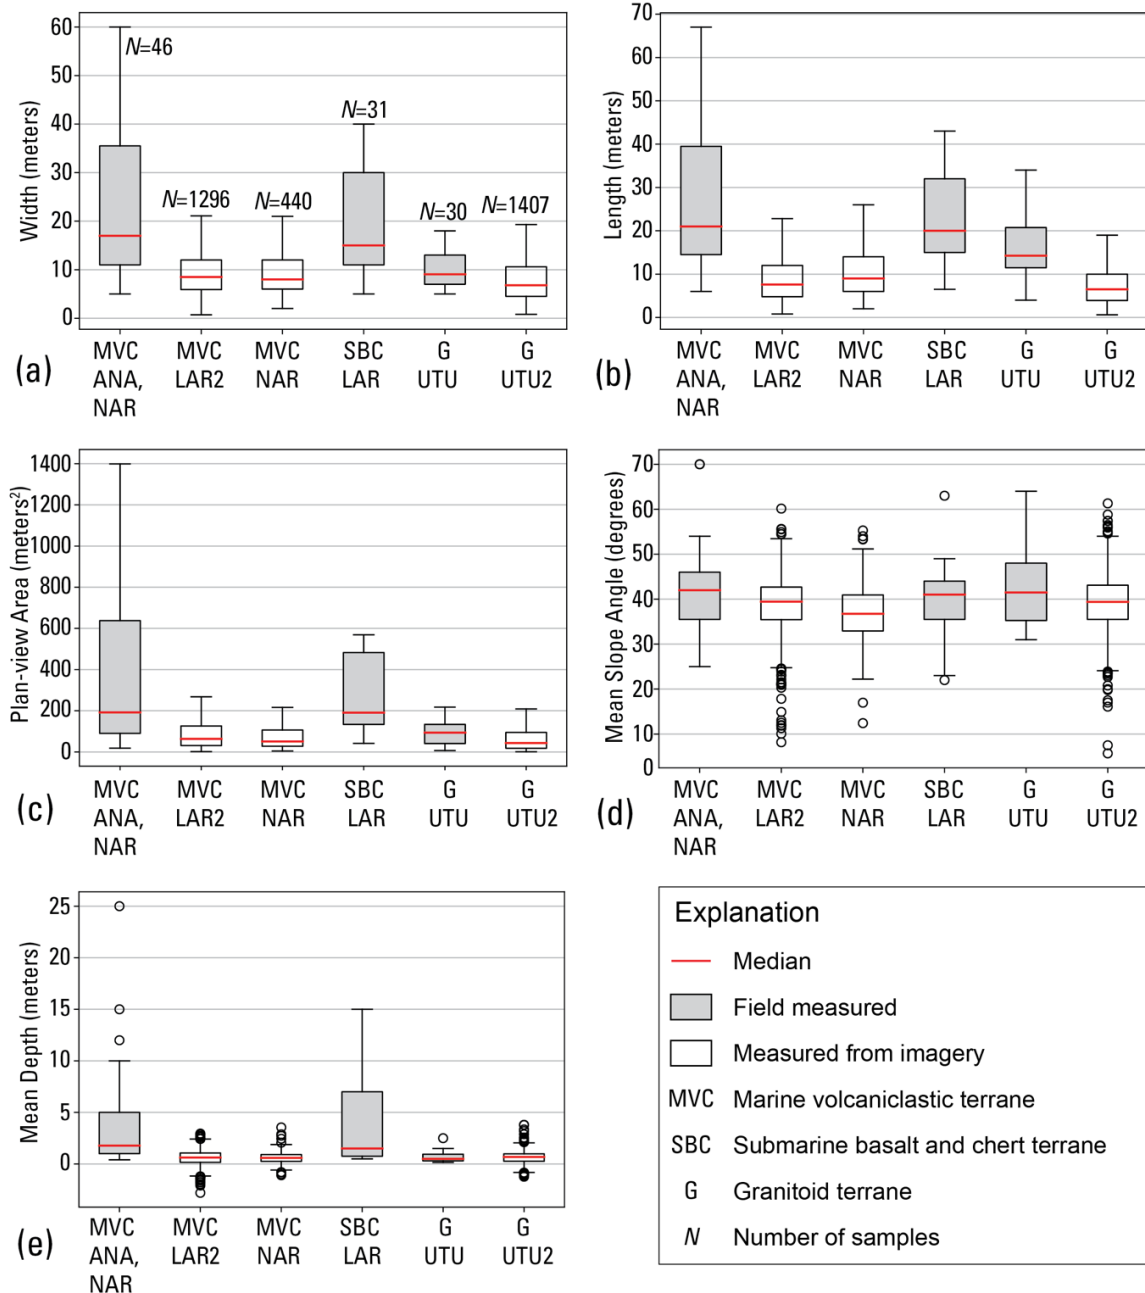 60
50
40
30
20
10
0
Width (meters)
N=46
N=1296
N=440
N=31
N=30
N=1407
MVC
ANA,
NAR
MVC
LAR2
MVC
NAR
SBC
LAR
G
UTU
G
UTU2
(a)
70
60
50
40
30
20
10
0
Length (meters)
MVC
ANA,
NAR
MVC
LAR2
MVC
NAR
SBC
LAR
G
UTU
G
UTU2
(b)
1400
1200
1000
800
600
400
200
0
Plan-view Area (meters²)
MVC
ANA,
NAR
MVC
LAR2
MVC
NAR
SBC
LAR
G
UTU
G
UTU2
(c)
70
60
50
40
30
20
10
0
Mean Slope Angle (degrees)
MVC
ANA,
NAR
MVC
LAR2
MVC
NAR
SBC
LAR
G
UTU
G
UTU2
(d)
25
20
15
10
5
0
Mean Depth (meters)
MVC
ANA,
NAR
MVC
LAR2
MVC
NAR
SBC
LAR
G
UTU
G
UTU2
(e)
Explanation
Median
Field measured
Measured from imagery
MVC Marine volcaniclastic terrane
SBC Submarine basalt and chert terrane
G Granitoid terrane
N Number of samples